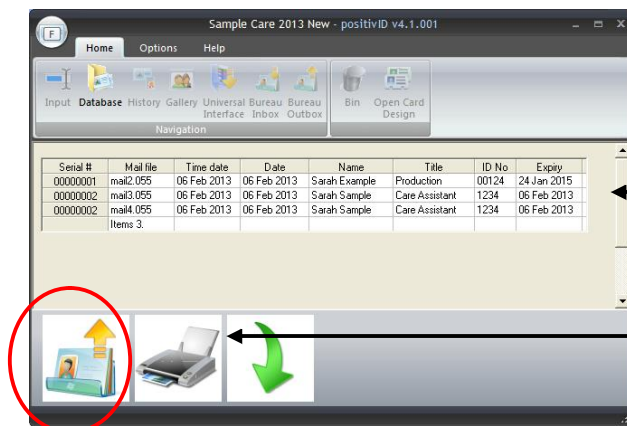 Sample Care 2013 New - positivID v4.1.001
F
Home Options Help
Input Database History Gallery Universal Interface Bureau Inbox Bureau Outbox Bin Open Card Design
Navigation
Serial # Mail file Time date Date Name Title ID No Expiry
00000001 mail2.055 06 Feb 2013 06 Feb 2013 Sarah Example Production 00124 24 Jan 2015
00000002 mail3.055 06 Feb 2013 06 Feb 2013 Sarah Sample Care Assistant 1234 06 Feb 2013
00000002 mail4.055 06 Feb 2013 06 Feb 2013 Sarah Sample Care Assistant 1234 06 Feb 2013
Items 3.